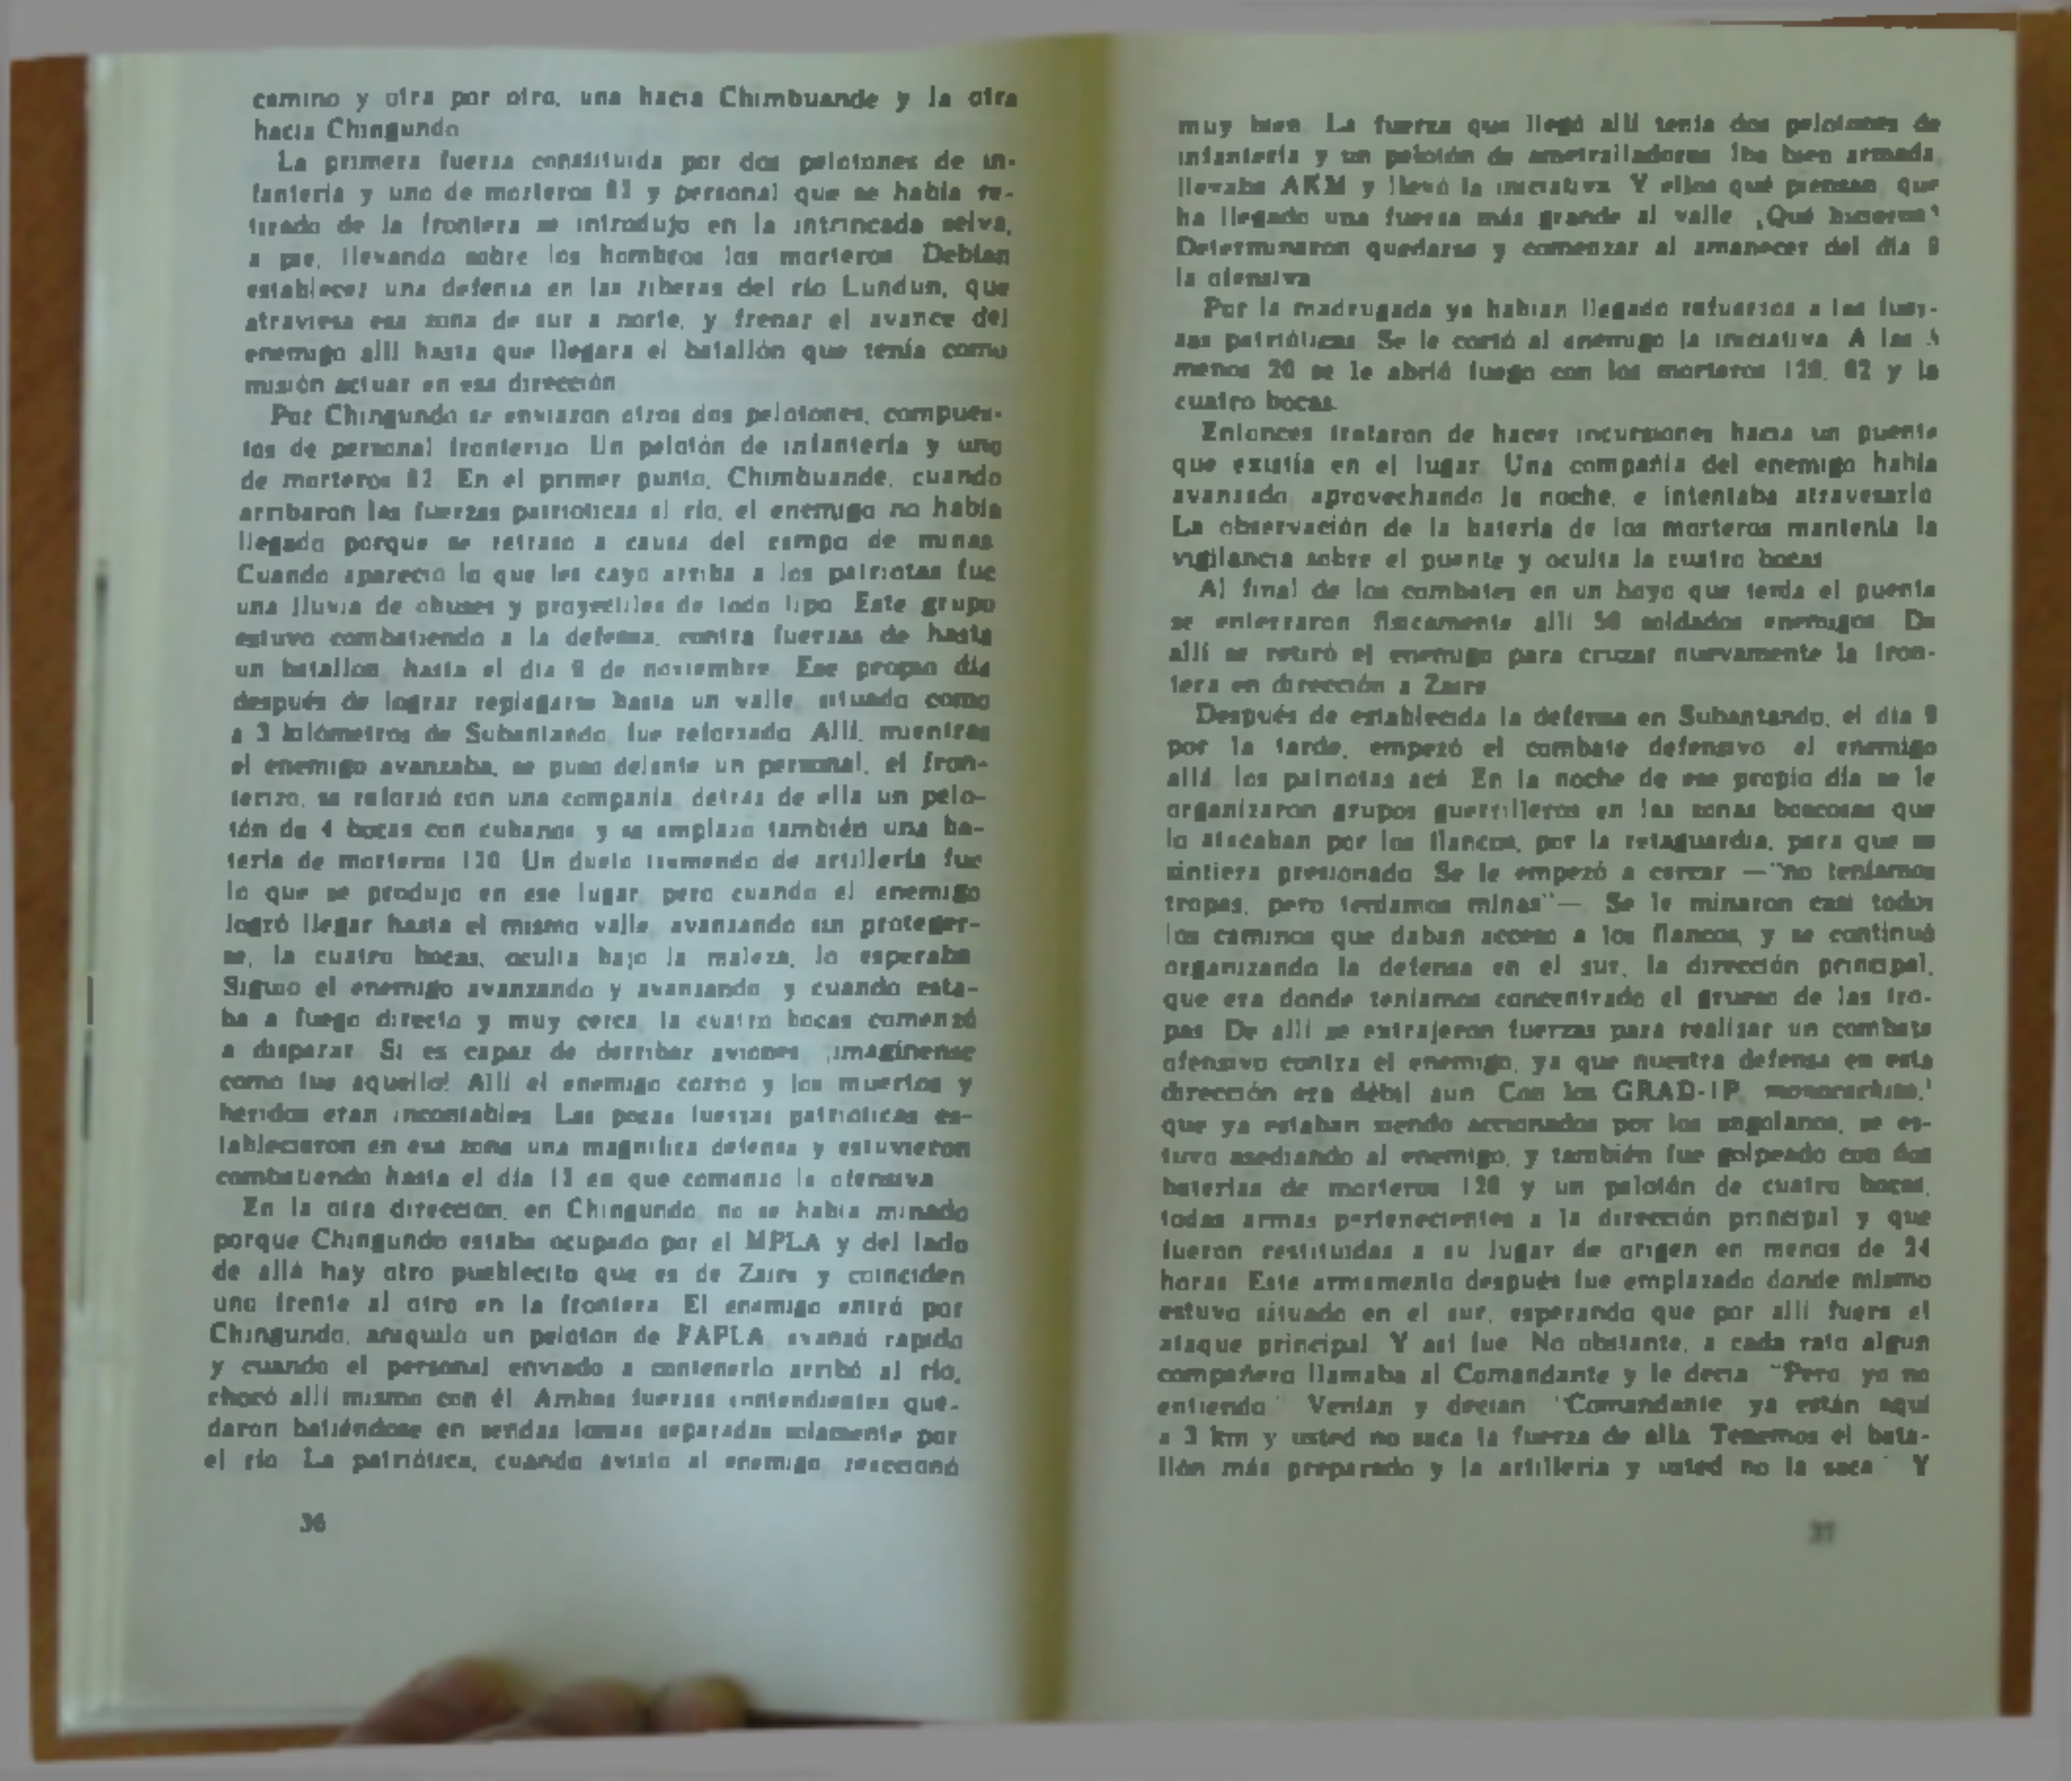 camino y otra por otro, una hacia Chimbuande y la otra
hacia Chingundo.
La primera fuerza constituida por dos pelotones de in-
fantería y uno de morteros 82 y personal que se había re-
tirado de la frontera se introdujo en la intrincada selva,
a pie, llevando sobre los hombros los morteros. Debían
establecer una defensa en las riberas del río Lundun, que
atraviesa esa zona de sur a norte, y frenar el avance del
enemigo allí hasta que llegara el batallón que tenía como
misión actuar en esa dirección.
Por Chingundo se enviaron otros dos pelotones, compues-
tos de personal fronterizo. Un pelotón de infantería y uno
de morteros 82. En el primer punto, Chimbuande, cuando
arribaron las fuerzas patrióticas al río, el enemigo no había
llegado porque se retrasó a causa del campo de minas.
Cuando apareció lo que les cayó arriba a los patriotas fue
una lluvia de obuses y proyectiles de todo tipo. Este grupo
estuvo combatiendo a la defensa, contra fuerzas de hasta
un batallón, hasta el día 9 de noviembre. Ese propio día
después de lograr replegarse hasta un valle, situado como
a 3 kilómetros de Subantando, fue reforzado. Allí, mientras
el enemigo avanzaba, se puso delante un personal, el fron-
terizo, se reforzó con una compañía, detrás de ella un pelo-
tón de 4 bocas con cubanos, y se emplazó también una ba-
tería de morteros 120. Un duelo tremendo de artillería fue
lo que se produjo en ese lugar, pero cuando el enemigo
logró llegar hasta el mismo valle, avanzando sin proteger-
se, la cuatro bocas, oculta bajo la maleza, lo esperaba.
Siguió el enemigo avanzando y avanzando, y cuando esta-
ba a fuego directo y muy cerca, la cuatro bocas comenzó
a disparar. Si es capaz de derribar aviones, ¡imagínense
como fue aquello! Allí el enemigo corrió y los muertos y
heridos eran incontables. Las pocas fuerzas patrióticas es-
tablecieron en esa zona una magnífica defensa y estuvieron
combatiendo hasta el día 12 en que comenzó la ofensiva.
En la otra dirección, en Chingundo, no se había minado
porque Chingundo estaba ocupado por el MPLA y del lado
de allá hay otro pueblecito que es de Zaire y coinciden
uno frente al otro en la frontera. El enemigo entró por
Chingundo, aniquiló un pelotón de FAPLA, avanzó rápido
y cuando el personal enviado a contenerlo arribó al río,
chocó allí mismo con él. Ambas fuerzas contendientes que-
daron batiéndose en sendas lomas separadas solamente por
el río. La patriótica, cuando avistó al enemigo, reaccionó
36
muy bien. La fuerza que llegó allí tenía dos pelotones de
infantería y un pelotón de ametralladoras. Iba bien armada,
llevaba AKM y llevó la iniciativa. Y ellos qué piensan, que
ha llegado una fuerza más grande al valle. ¿Qué hicieron?
Determinaron quedarse y comenzar al amanecer del día 9
la ofensiva.
Por la madrugada ya habían llegado refuerzos a las fuer-
zas patrióticas. Se le cortó al enemigo la iniciativa. A las 5
menos 20 se le abrió fuego con los morteros 120, 82 y la
cuatro bocas.
Entonces trataron de hacer incursiones hacia un puente
que existía en el lugar. Una compañía del enemigo había
avanzado, aprovechando la noche, e intentaba atravesarlo.
La observación de la batería de los morteros mantenía la
vigilancia sobre el puente y oculta la cuatro bocas.
Al final de los combates en un hoyo que tenía el puente
se enterraron físicamente allí 50 soldados enemigos. De
allí se retiró el enemigo para cruzar nuevamente la fron-
tera en dirección a Zaire.
Después de establecida la defensa en Subantando, el día 9
por la tarde, empezó el combate defensivo: el enemigo
allá, los patriotas acá. En la noche de ese propio día se le
organizaron grupos guerrilleros en las zonas boscosas que
lo atacaban por los flancos, por la retaguardia, para que se
sintiera presionado. Se le empezó a cercar —"no teníamos
tropas, pero teníamos minas"—. Se le minaron casi todos
los caminos que daban acceso a los flancos, y se continuó
organizando la defensa en el sur, la dirección principal,
que era donde teníamos concentrado el grueso de las tro-
pas. De allí se extrajeron fuerzas para realizar un combate
ofensivo contra el enemigo, ya que nuestra defensa en esta
dirección era débil aun. Con los GRAD-1P,
que ya estaban siendo accionados por los angolanos, se es-
tuvo asediando al enemigo, y también fue golpeado con dos
baterías de morteros 120 y un pelotón de cuatro bocas,
todas armas pertenecientes a la dirección principal y que
fueron restituidas a su lugar de origen en menos de 24
horas. Este armamento después fue emplazado donde mismo
estuvo situado en el sur, esperando que por allí fuera el
ataque principal. Y así fue. No obstante, a cada rato algún
compañero llamaba al Comandante y le decía: "Pero, yo no
entiendo." Venían y decían: "Comandante, ya están aquí
a 3 km y usted no saca la fuerza de allá. Tenemos el bata-
llón más preparado y la artillería y usted no la saca." Y
37